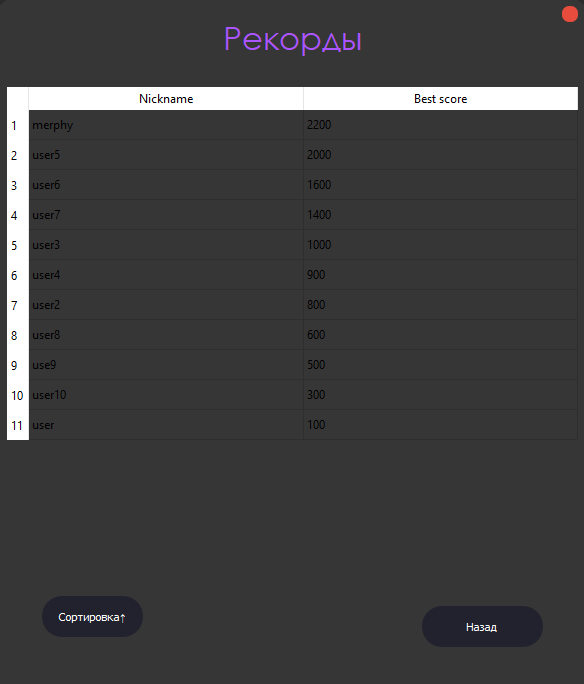 Рекорды
Nickname Best score
1 merphy 2200
2 user5 2000
3 user6 1600
4 user7 1400
5 user3 1000
6 user4 900
7 user2 800
8 user8 600
9 use9 500
10 user10 300
11 user 100
Сортировка↑
Назад